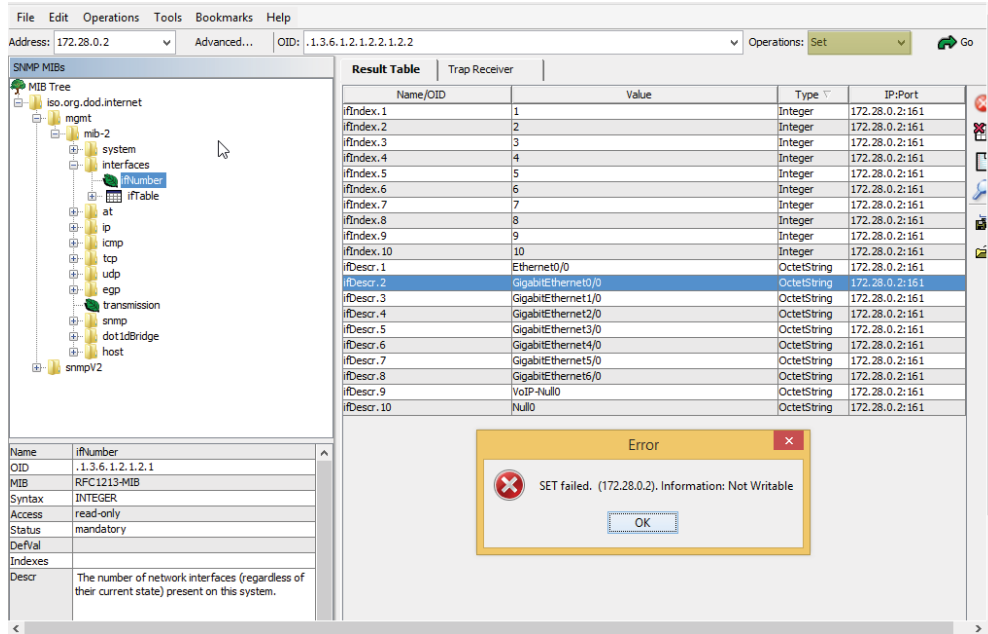 File Edit Operations Tools Bookmarks Help
Address: 172.28.0.2 Advanced... OID: .1.3.6.1.2.1.2.2.1.2.2 Operations: Set Go
SNMP MIBs
MIB Tree
iso.org.dod.internet
mgmt
mib-2
system
interfaces
ifNumber
ifTable
at
ip
icmp
tcp
udp
egp
transmission
snmp
dot1dBridge
host
snmpV2
Name ifNumber
OID .1.3.6.1.2.1.2.1
MIB RFC1213-MIB
Syntax INTEGER
Access read-only
Status mandatory
DefVal
Indexes
Descr The number of network interfaces (regardless of
their current state) present on this system.
Result Table Trap Receiver
Name/OID Value Type IP:Port
ifIndex.1 1 Integer 172.28.0.2:161
ifIndex.2 2 Integer 172.28.0.2:161
ifIndex.3 3 Integer 172.28.0.2:161
ifIndex.4 4 Integer 172.28.0.2:161
ifIndex.5 5 Integer 172.28.0.2:161
ifIndex.6 6 Integer 172.28.0.2:161
ifIndex.7 7 Integer 172.28.0.2:161
ifIndex.8 8 Integer 172.28.0.2:161
ifIndex.9 9 Integer 172.28.0.2:161
ifIndex.10 10 Integer 172.28.0.2:161
ifDescr.1 Ethernet0/0 OctetString 172.28.0.2:161
ifDescr.2 GigabitEthernet0/0 OctetString 172.28.0.2:161
ifDescr.3 GigabitEthernet1/0 OctetString 172.28.0.2:161
ifDescr.4 GigabitEthernet2/0 OctetString 172.28.0.2:161
ifDescr.5 GigabitEthernet3/0 OctetString 172.28.0.2:161
ifDescr.6 GigabitEthernet4/0 OctetString 172.28.0.2:161
ifDescr.7 GigabitEthernet5/0 OctetString 172.28.0.2:161
ifDescr.8 GigabitEthernet6/0 OctetString 172.28.0.2:161
ifDescr.9 VoIP-Null0 OctetString 172.28.0.2:161
ifDescr.10 Null0 OctetString 172.28.0.2:161
Error
SET failed. (172.28.0.2). Information: Not Writable
OK